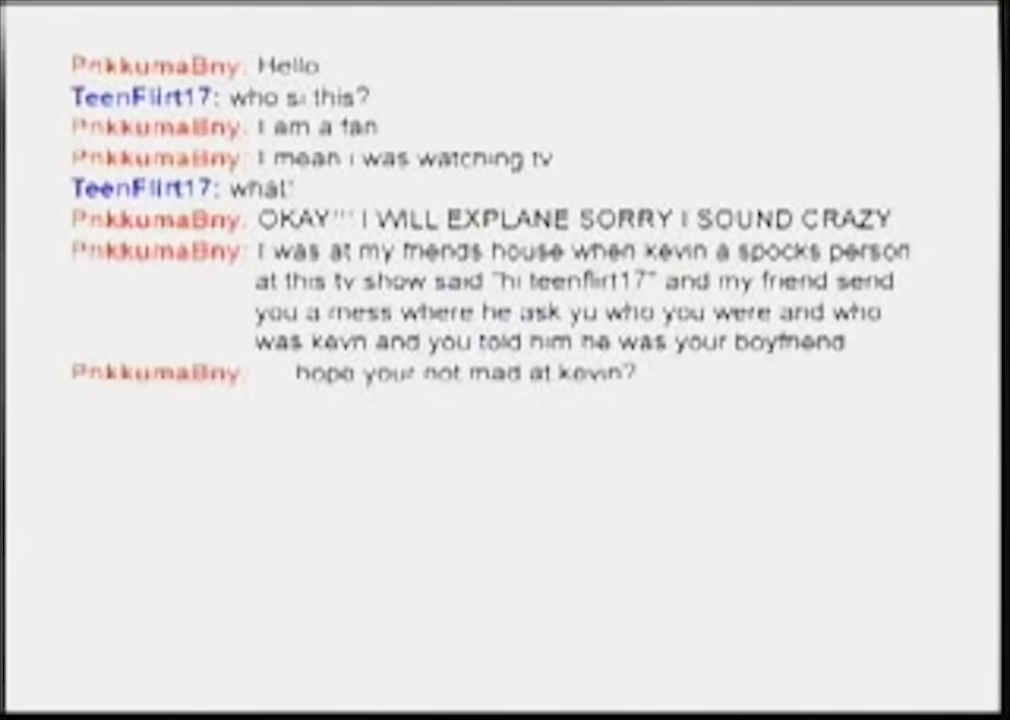 PnkkumaBny: Hello
TeenFlirt17: who si this?
PnkkumaBny: I am a fan
PnkkumaBny: I mean i was watching tv
TeenFlirt17: what
PnkkumaBny: OKAY''' I WILL EXPLANE SORRY I SOUND CRAZY
PnkkumaBny: I was at my friends house when kevin a spocks person
at this tv show said "hi teenflirt17" and my friend send
you a mess where he ask yu who you were and who
was kevn and you told him he was your boyfriend
PnkkumaBny: hope your not mad at kevin?